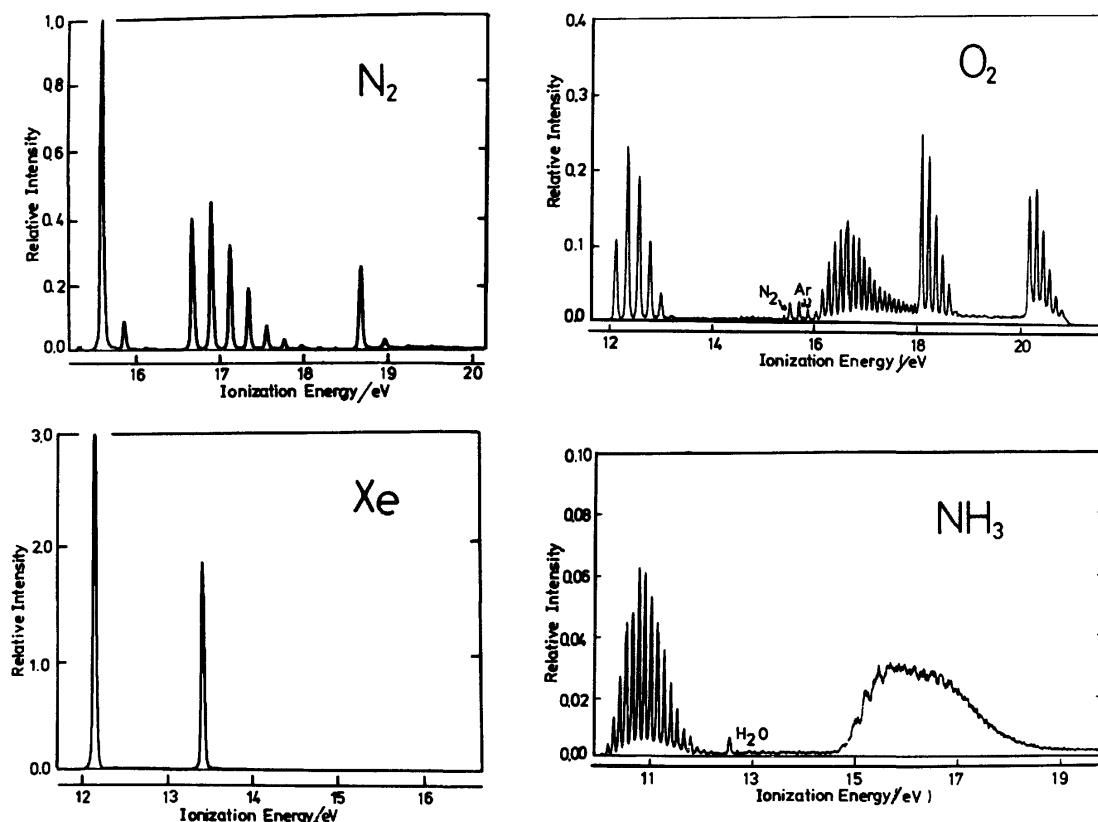 N2
Relative Intensity
1.0
0.8
0.6
0.4
0.2
0.0
16 17 18 19 20
Ionization Energy/eV
O2
Relative Intensity
0.4
0.3
0.2
0.1
0.0
N2
Ar
12 14 16 18 20
Ionization Energy /eV
Xe
Relative Intensity
3.0
2.0
1.0
0.0
12 13 14 15 16
Ionization Energy/eV
NH3
Relative Intensity
0.10
0.08
0.06
0.04
0.02
0.00
H2O
11 13 15 17 19
Ionization Energy/eV)